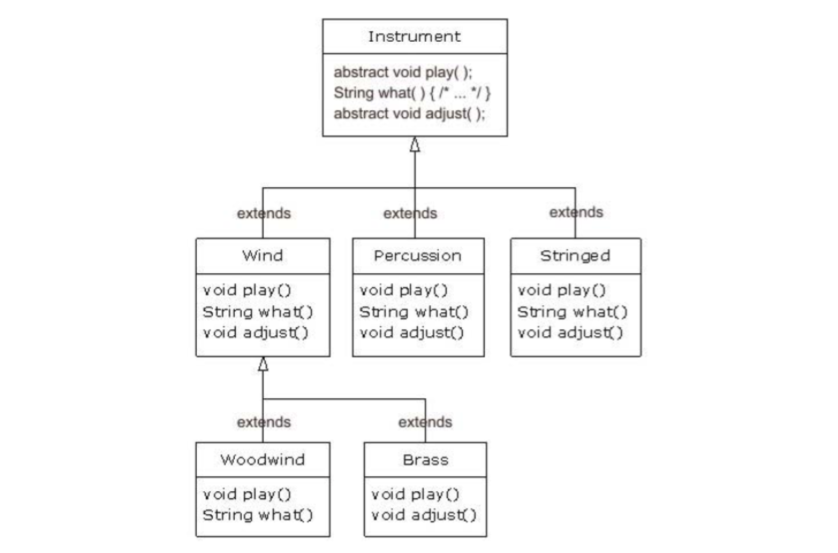 Instrument
abstract void play( );
String what( ) { /* ... */ }
abstract void adjust( );
extends
extends
extends
Wind
void play()
String what()
void adjust()
Percussion
void play()
String what()
void adjust()
Stringed
void play()
String what()
void adjust()
extends
extends
Woodwind
void play()
String what()
Brass
void play()
void adjust()